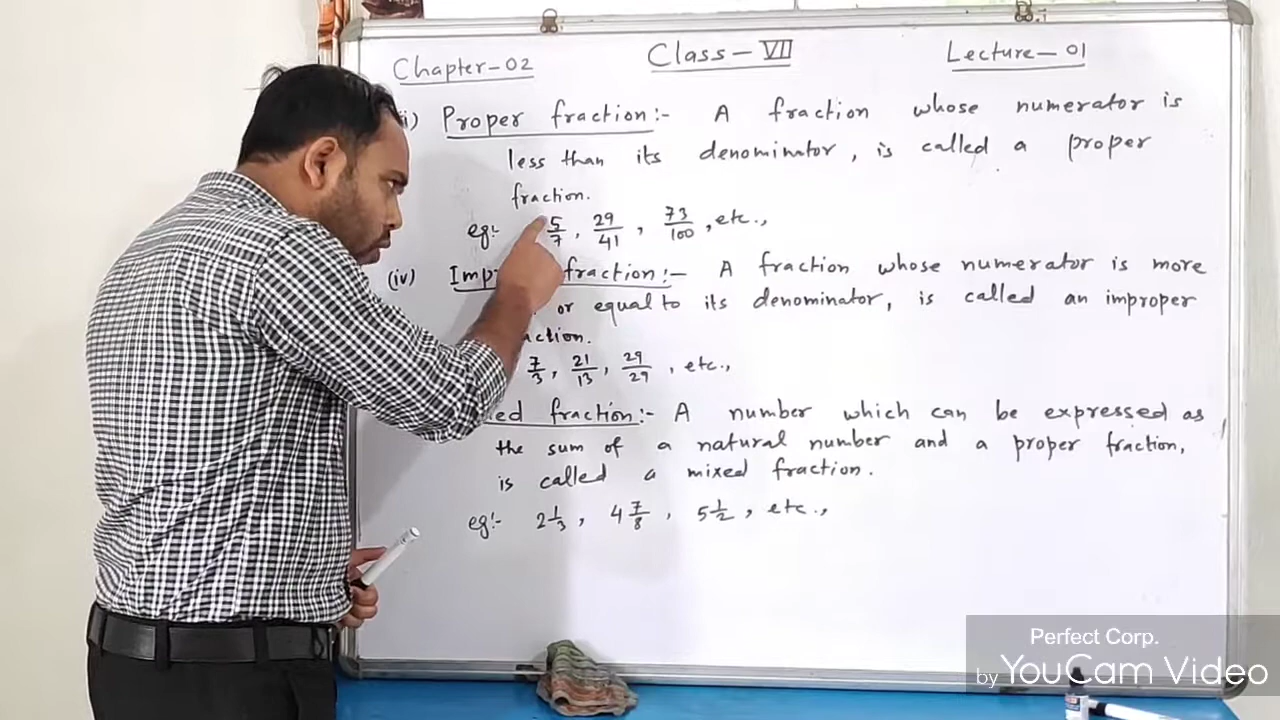 Chapter-02 Class-VII Lecture-01
i) Proper fraction:- A fraction whose numerator is
less than its denominator, is called a proper
fraction.
eg:- 5/7, 29/41, 73/100, etc.,
(iv) Imp fraction:- A fraction whose numerator is more
or equal to its denominator, is called an improper
action.
7/3, 21/13, 29/29, etc.,
ed fraction:- A number which can be expressed as
the sum of a natural number and a proper fraction,
is called a mixed fraction.
eg:- 2 1/3, 4 7/8, 5 1/2, etc.,
Perfect Corp.
by YouCam Video